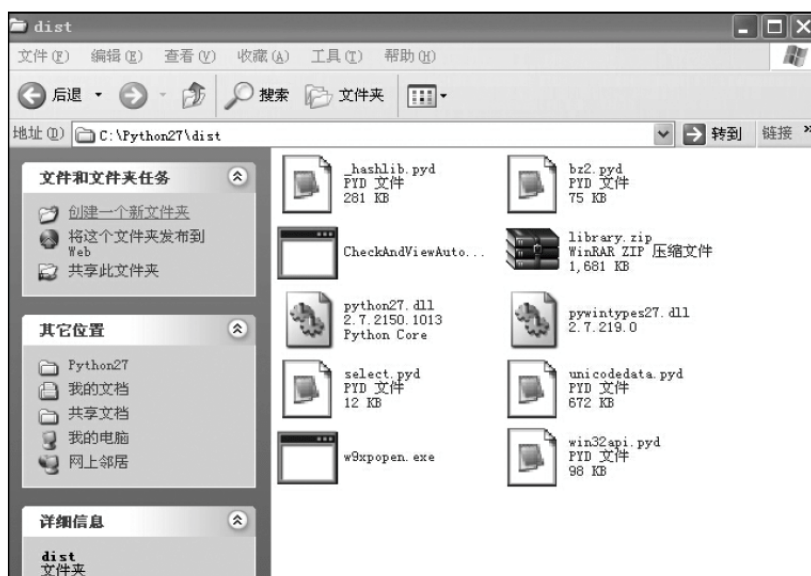 dist
文件(F) 编辑(E) 查看(V) 收藏(A) 工具(T) 帮助(H)
后退 搜索 文件夹
地址(D) C:\Python27\dist 转到 链接 »
文件和文件夹任务
创建一个新文件夹
将这个文件夹发布到
Web
共享此文件夹
其它位置
Python27
我的文档
共享文档
我的电脑
网上邻居
详细信息
dist
文件夹
_hashlib.pyd
PYD 文件
281 KB
bz2.pyd
PYD 文件
75 KB
CheckAndViewAuto...
library.zip
WinRAR ZIP 压缩文件
1,681 KB
python27.dll
2.7.2150.1013
Python Core
pywintypes27.dll
2.7.219.0
select.pyd
PYD 文件
12 KB
unicodedata.pyd
PYD 文件
672 KB
w9xpopen.exe
win32api.pyd
PYD 文件
98 KB